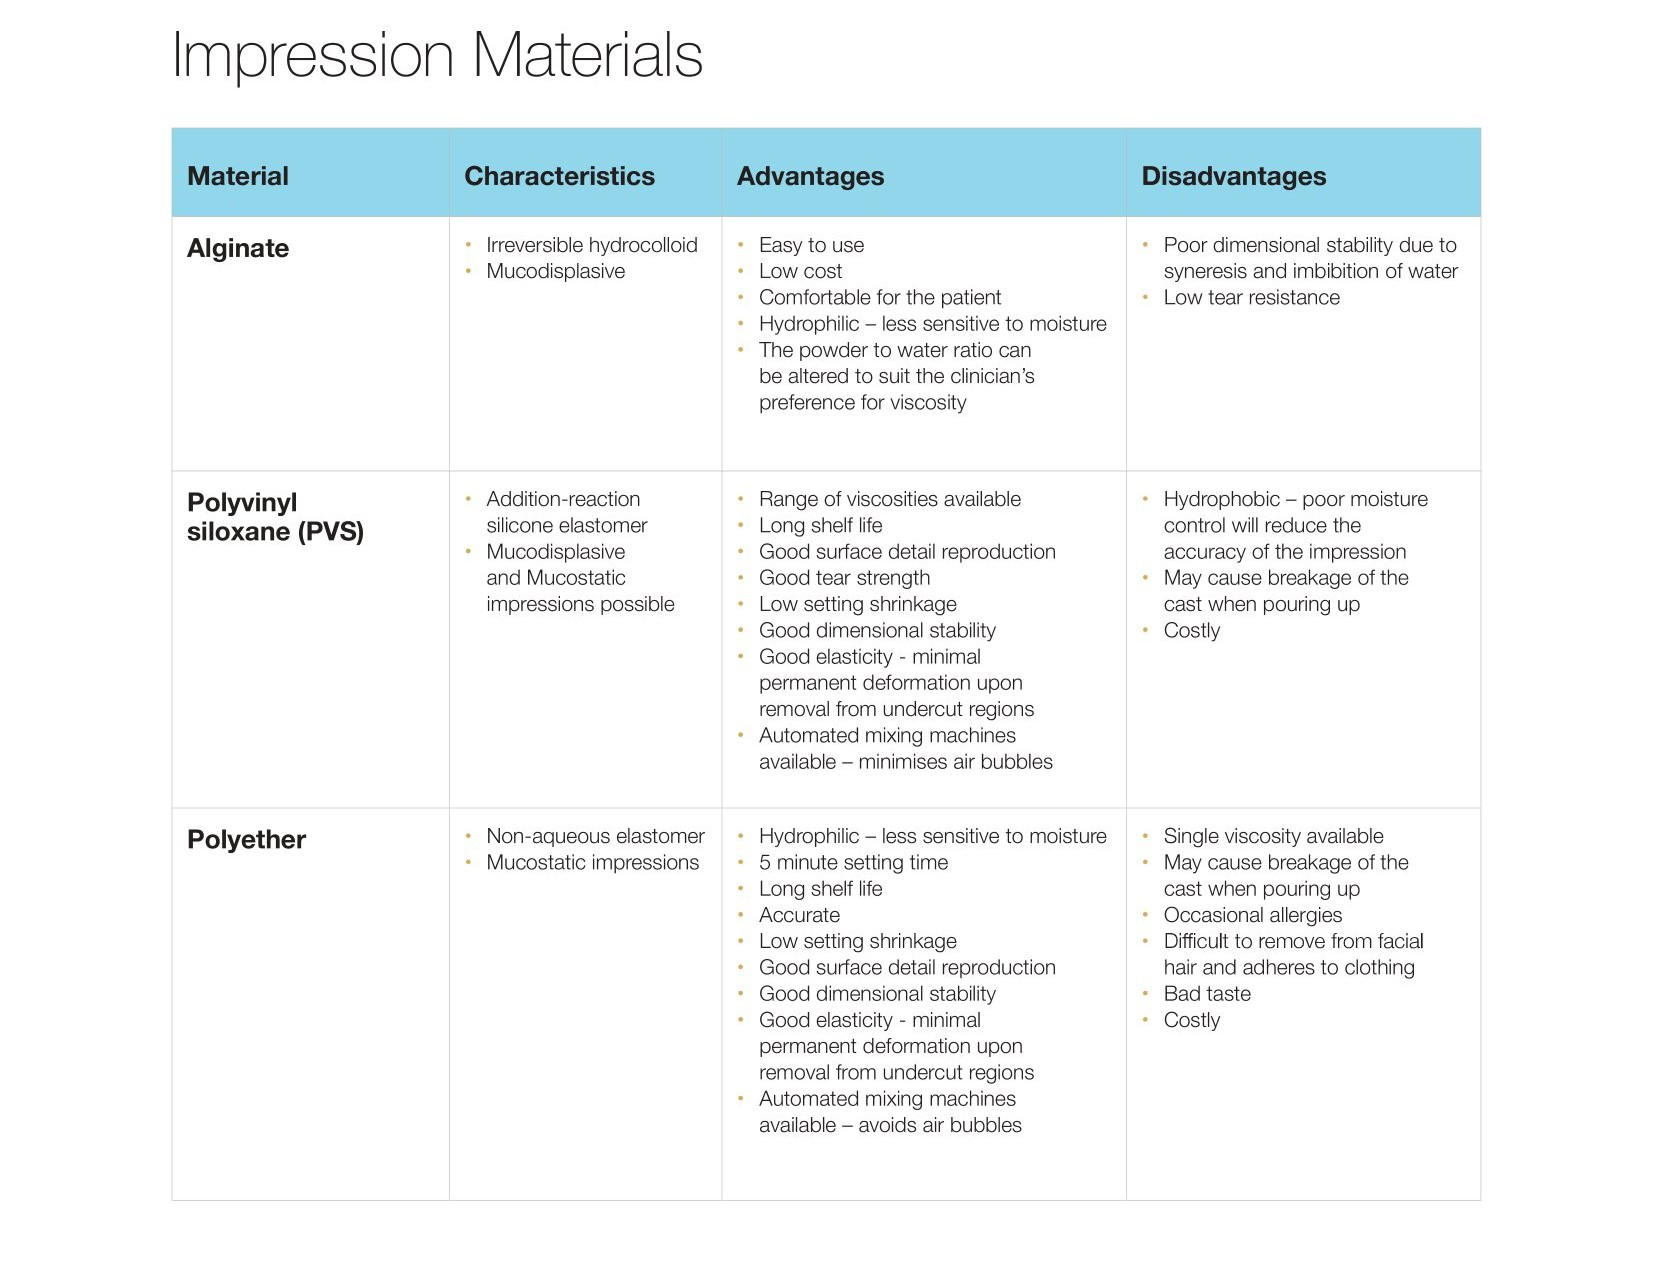 Impression Materials
Material
Characteristics
Advantages
Disadvantages
Alginate
• Irreversible hydrocolloid
• Mucodisplasive
• Easy to use
• Low cost
• Comfortable for the patient
• Hydrophilic – less sensitive to moisture
• The powder to water ratio can
be altered to suit the clinician’s
preference for viscosity
• Poor dimensional stability due to
syneresis and imbibition of water
• Low tear resistance
Polyvinyl
siloxane (PVS)
• Addition-reaction
silicone elastomer
• Mucodisplasive
and Mucostatic
impressions possible
• Range of viscosities available
• Long shelf life
• Good surface detail reproduction
• Good tear strength
• Low setting shrinkage
• Good dimensional stability
• Good elasticity - minimal
permanent deformation upon
removal from undercut regions
• Automated mixing machines
available – minimises air bubbles
• Hydrophobic – poor moisture
control will reduce the
accuracy of the impression
• May cause breakage of the
cast when pouring up
• Costly
Polyether
• Non-aqueous elastomer
• Mucostatic impressions
• Hydrophilic – less sensitive to moisture
• 5 minute setting time
• Long shelf life
• Accurate
• Low setting shrinkage
• Good surface detail reproduction
• Good dimensional stability
• Good elasticity - minimal
permanent deformation upon
removal from undercut regions
• Automated mixing machines
available – avoids air bubbles
• Single viscosity available
• May cause breakage of the
cast when pouring up
• Occasional allergies
• Difficult to remove from facial
hair and adheres to clothing
• Bad taste
• Costly